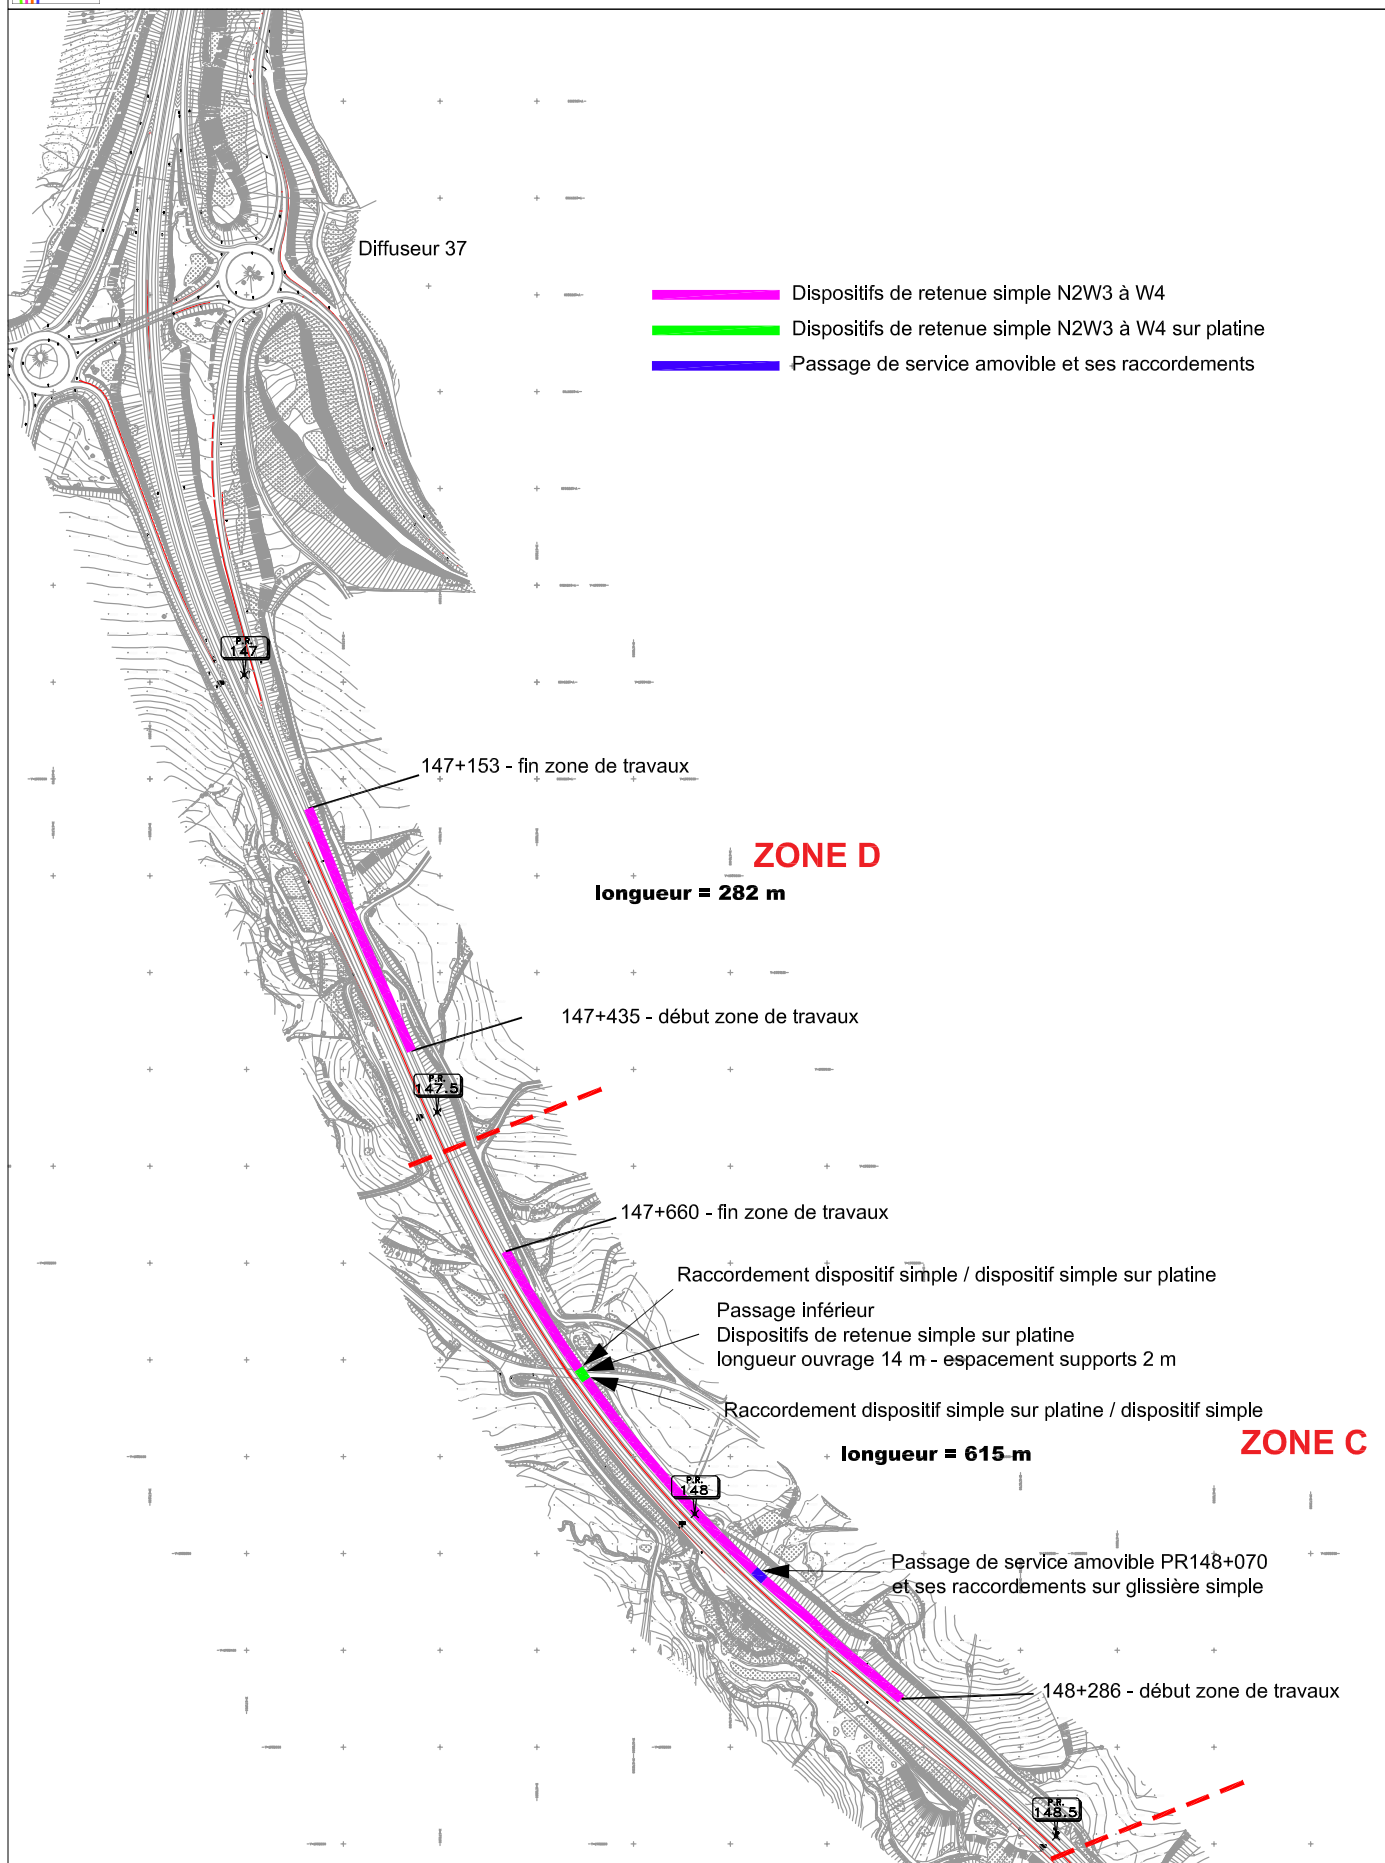 Diffuseur 37
Dispositifs de retenue simple N2W3 à W4
Dispositifs de retenue simple N2W3 à W4 sur platine
Passage de service amovible et ses raccordements
P.R.
147
147+153 - fin zone de travaux
ZONE D
longueur = 282 m
147+435 - début zone de travaux
P.R.
147.5
147+660 - fin zone de travaux
Raccordement dispositif simple / dispositif simple sur platine
Passage inférieur
Dispositifs de retenue simple sur platine
longueur ouvrage 14 m - espacement supports 2 m
Raccordement dispositif simple sur platine / dispositif simple
ZONE C
longueur = 615 m
P.R.
148
Passage de service amovible PR148+070
et ses raccordements sur glissière simple
148+286 - début zone de travaux
P.R.
148.5